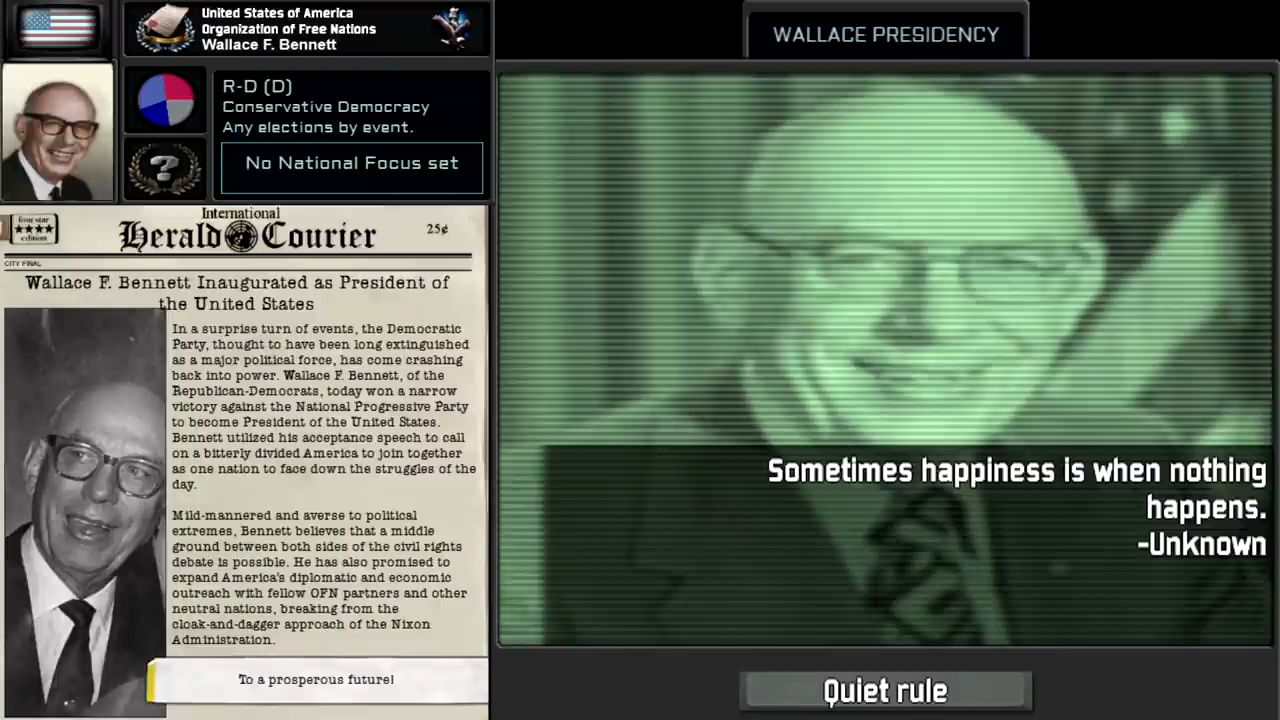 United States of America
Organization of Free Nations
Wallace F. Bennett
R-D (D)
Conservative Democracy
Any elections by event.
No National Focus set
WALLACE PRESIDENCY
four star
edition
International
Herald Courier
25¢
CITY FINAL
Wallace F. Bennett Inaugurated as President of
the United States
In a surprise turn of events, the Democratic
Party, thought to have been long extinguished
as a major political force, has come crashing
back into power. Wallace F. Bennett, of the
Republican-Democrats, today won a narrow
victory against the National Progressive Party
to become President of the United States.
Bennett utilized his acceptance speech to call
on a bitterly divided America to join together
as one nation to face down the struggles of the
day.
Mild-mannered and averse to political
extremes, Bennett believes that a middle
ground between both sides of the civil rights
debate is possible. He has also promised to
expand America's diplomatic and economic
outreach with fellow OFN partners and other
neutral nations, breaking from the
cloak-and-dagger approach of the Nixon
Administration.
To a prosperous future!
Sometimes happiness is when nothing
happens.
-Unknown
Quiet rule